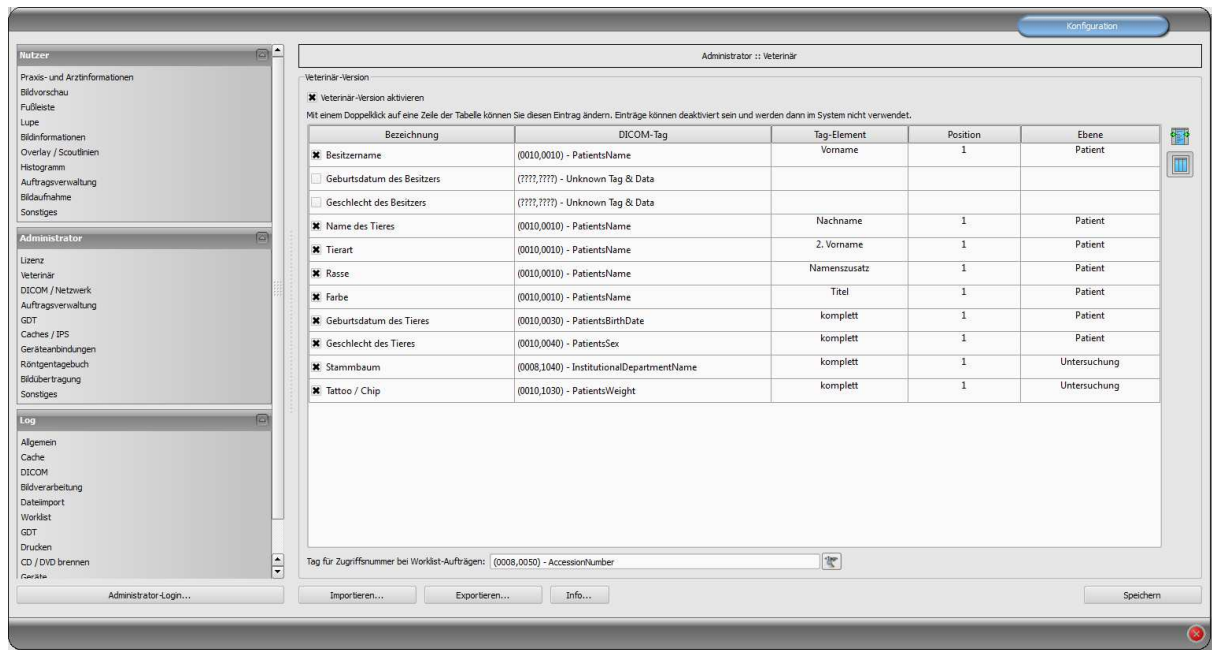 Konfiguration
Nutzer
Praxis- und Arztinformationen
Bildvorschau
Fußleiste
Lupe
Bildinformationen
Overlay / Scoutlinien
Histogramm
Auftragsverwaltung
Bildaufnahme
Sonstiges
Administrator
Lizenz
Veterinär
DICOM / Netzwerk
Auftragsverwaltung
GDT
Caches / IPS
Geräteanbindungen
Röntgentagebuch
Bildübertragung
Sonstiges
Log
Allgemein
Cache
DICOM
Bildverarbeitung
Dateiimport
Worklist
GDT
Drucken
CD / DVD brennen
Geräte
Administrator-Login...
Administrator :: Veterinär
Veterinär-Version
Veterinär-Version aktivieren
Mit einem Doppelklick auf eine Zeile der Tabelle können Sie diesen Eintrag ändern. Einträge können deaktiviert sein und werden dann im System nicht verwendet.
Bezeichnung DICOM-Tag Tag-Element Position Ebene
Besitzername (0010,0010) - PatientsName Vorname 1 Patient
Geburtsdatum des Besitzers (????,????) - Unknown Tag & Data
Geschlecht des Besitzers (????,????) - Unknown Tag & Data
Name des Tieres (0010,0010) - PatientsName Nachname 1 Patient
Tierart (0010,0010) - PatientsName 2. Vorname 1 Patient
Rasse (0010,0010) - PatientsName Namenszusatz 1 Patient
Farbe (0010,0010) - PatientsName Titel 1 Patient
Geburtsdatum des Tieres (0010,0030) - PatientsBirthDate komplett 1 Patient
Geschlecht des Tieres (0010,0040) - PatientsSex komplett 1 Patient
Stammbaum (0008,1040) - InstitutionalDepartmentName komplett 1 Untersuchung
Tattoo / Chip (0010,1030) - PatientsWeight komplett 1 Untersuchung
Tag für Zugriffsnummer bei Worklist-Aufträgen: (0008,0050) - AccessionNumber
Importieren... Exportieren... Info... Speichern